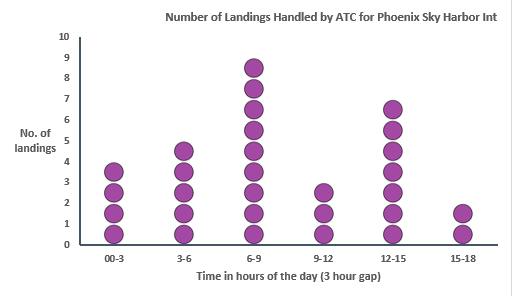 Number of Landings Handled by ATC for Phoenix Sky Harbor Int
10
9
8
7
6
5
4
3
2
1
0
No. of
landings
00-3 3-6 6-9 9-12 12-15 15-18
Time in hours of the day (3 hour gap)